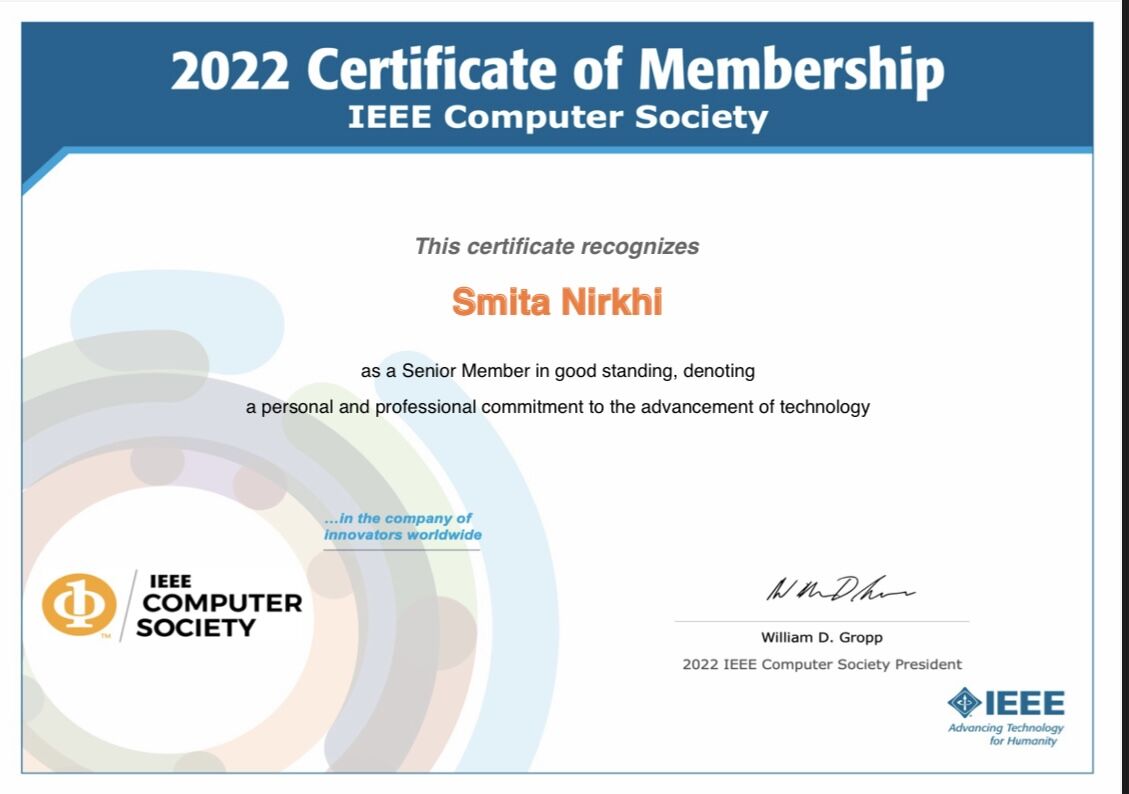 2022 Certificate of Membership
IEEE Computer Society
This certificate recognizes
Smita Nirkhi
as a Senior Member in good standing, denoting
a personal and professional commitment to the advancement of technology
...in the company of
innovators worldwide
IEEE
COMPUTER
SOCIETY
TM
William D. Gropp
2022 IEEE Computer Society President
IEEE
Advancing Technology
for Humanity